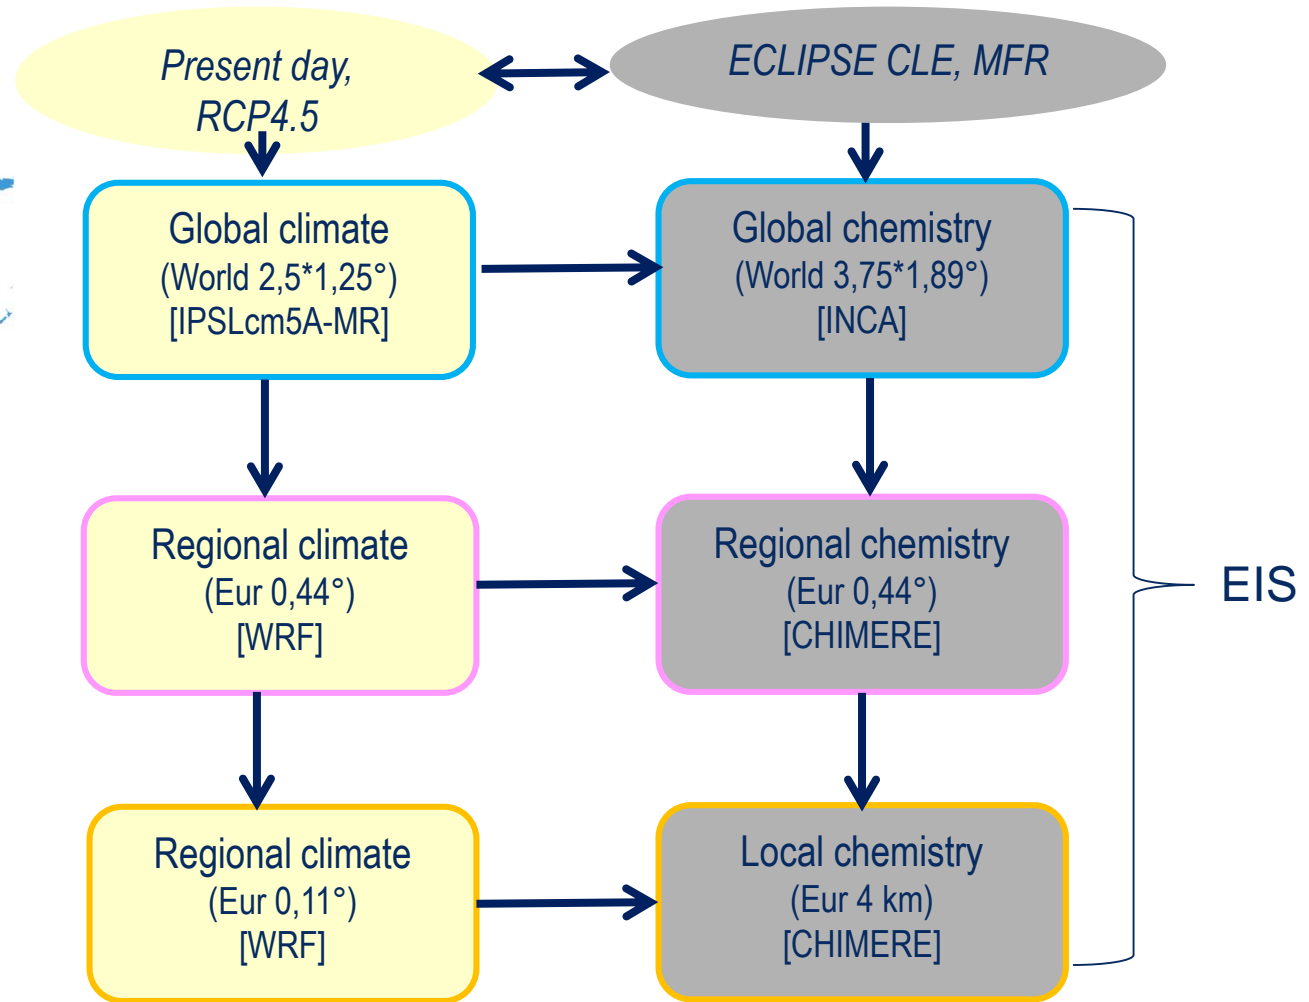 Present day,
RCP4.5
ECLIPSE CLE, MFR
Global climate
(World 2,5*1,25°)
[IPSLcm5A-MR]
Global chemistry
(World 3,75*1,89°)
[INCA]
Regional climate
(Eur 0,44°)
[WRF]
Regional chemistry
(Eur 0,44°)
[CHIMERE]
EIS
Regional climate
(Eur 0,11°)
[WRF]
Local chemistry
(Eur 4 km)
[CHIMERE]